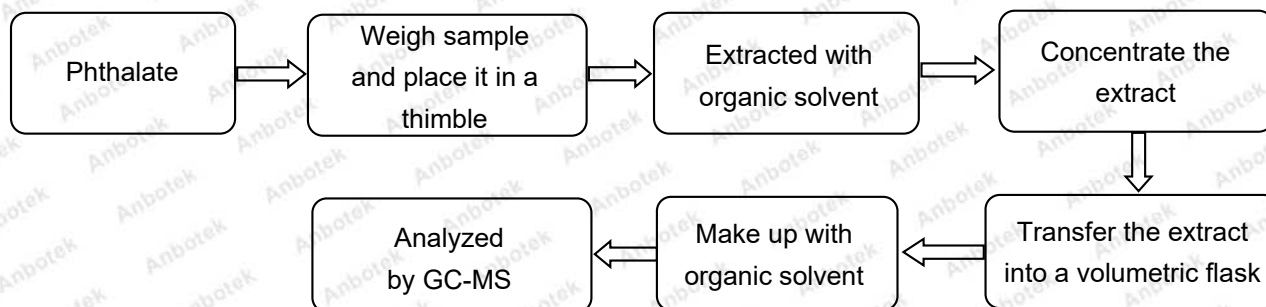 Phthalate
Weigh sample
and place it in a
thimble
Extracted with
organic solvent
Concentrate the
extract
Transfer the extract
into a volumetric flask
Make up with
organic solvent
Analyzed
by GC-MS
Anbotek